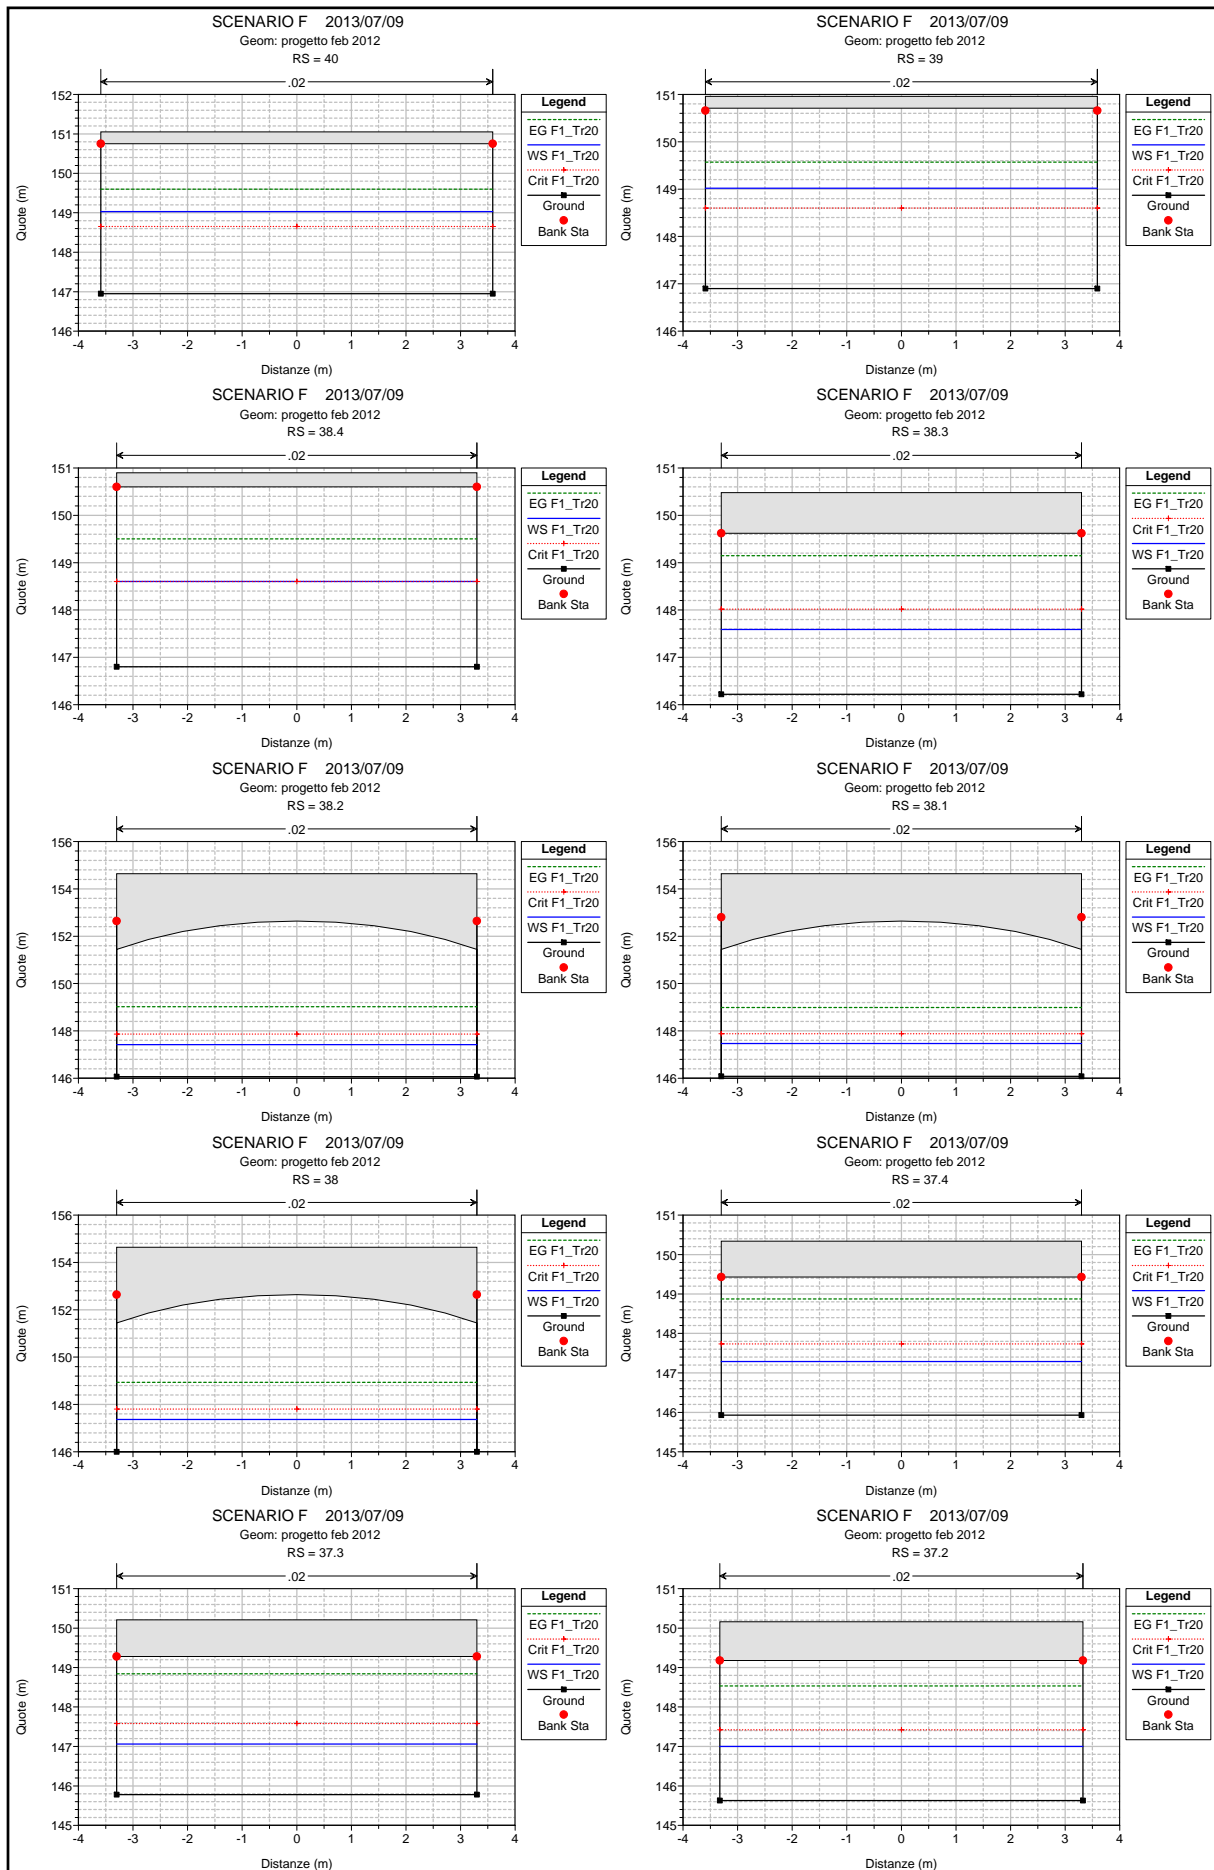 SCENARIO F 2013/07/09
Geom: progetto feb 2012
RS = 40
.02
152
151
150
149
148
147
146
-4 -3 -2 -1 0 1 2 3 4
Distanze (m)
Quote (m)
Legend
EG F1_Tr20
WS F1_Tr20
Crit F1_Tr20
Ground
Bank Sta
SCENARIO F 2013/07/09
Geom: progetto feb 2012
RS = 39
.02
151
150
149
148
147
146
-4 -3 -2 -1 0 1 2 3 4
Distanze (m)
Quote (m)
Legend
EG F1_Tr20
WS F1_Tr20
Crit F1_Tr20
Ground
Bank Sta
SCENARIO F 2013/07/09
Geom: progetto feb 2012
RS = 38.4
.02
151
150
149
148
147
146
-4 -3 -2 -1 0 1 2 3 4
Distanze (m)
Quote (m)
Legend
EG F1_Tr20
WS F1_Tr20
Crit F1_Tr20
Ground
Bank Sta
SCENARIO F 2013/07/09
Geom: progetto feb 2012
RS = 38.3
.02
151
150
149
148
147
146
-4 -3 -2 -1 0 1 2 3 4
Distanze (m)
Quote (m)
Legend
EG F1_Tr20
Crit F1_Tr20
WS F1_Tr20
Ground
Bank Sta
SCENARIO F 2013/07/09
Geom: progetto feb 2012
RS = 38.2
.02
156
154
152
150
148
146
-4 -3 -2 -1 0 1 2 3 4
Distanze (m)
Quote (m)
Legend
EG F1_Tr20
Crit F1_Tr20
WS F1_Tr20
Ground
Bank Sta
SCENARIO F 2013/07/09
Geom: progetto feb 2012
RS = 38.1
.02
156
154
152
150
148
146
-4 -3 -2 -1 0 1 2 3 4
Distanze (m)
Quote (m)
Legend
EG F1_Tr20
Crit F1_Tr20
WS F1_Tr20
Ground
Bank Sta
SCENARIO F 2013/07/09
Geom: progetto feb 2012
RS = 38
.02
156
154
152
150
148
146
-4 -3 -2 -1 0 1 2 3 4
Distanze (m)
Quote (m)
Legend
EG F1_Tr20
Crit F1_Tr20
WS F1_Tr20
Ground
Bank Sta
SCENARIO F 2013/07/09
Geom: progetto feb 2012
RS = 37.4
.02
151
150
149
148
147
146
145
-4 -3 -2 -1 0 1 2 3 4
Distanze (m)
Quote (m)
Legend
EG F1_Tr20
Crit F1_Tr20
WS F1_Tr20
Ground
Bank Sta
SCENARIO F 2013/07/09
Geom: progetto feb 2012
RS = 37.3
.02
151
150
149
148
147
146
145
-4 -3 -2 -1 0 1 2 3 4
Distanze (m)
Quote (m)
Legend
EG F1_Tr20
Crit F1_Tr20
WS F1_Tr20
Ground
Bank Sta
SCENARIO F 2013/07/09
Geom: progetto feb 2012
RS = 37.2
.02
151
150
149
148
147
146
145
-4 -3 -2 -1 0 1 2 3 4
Distanze (m)
Quote (m)
Legend
EG F1_Tr20
Crit F1_Tr20
WS F1_Tr20
Ground
Bank Sta